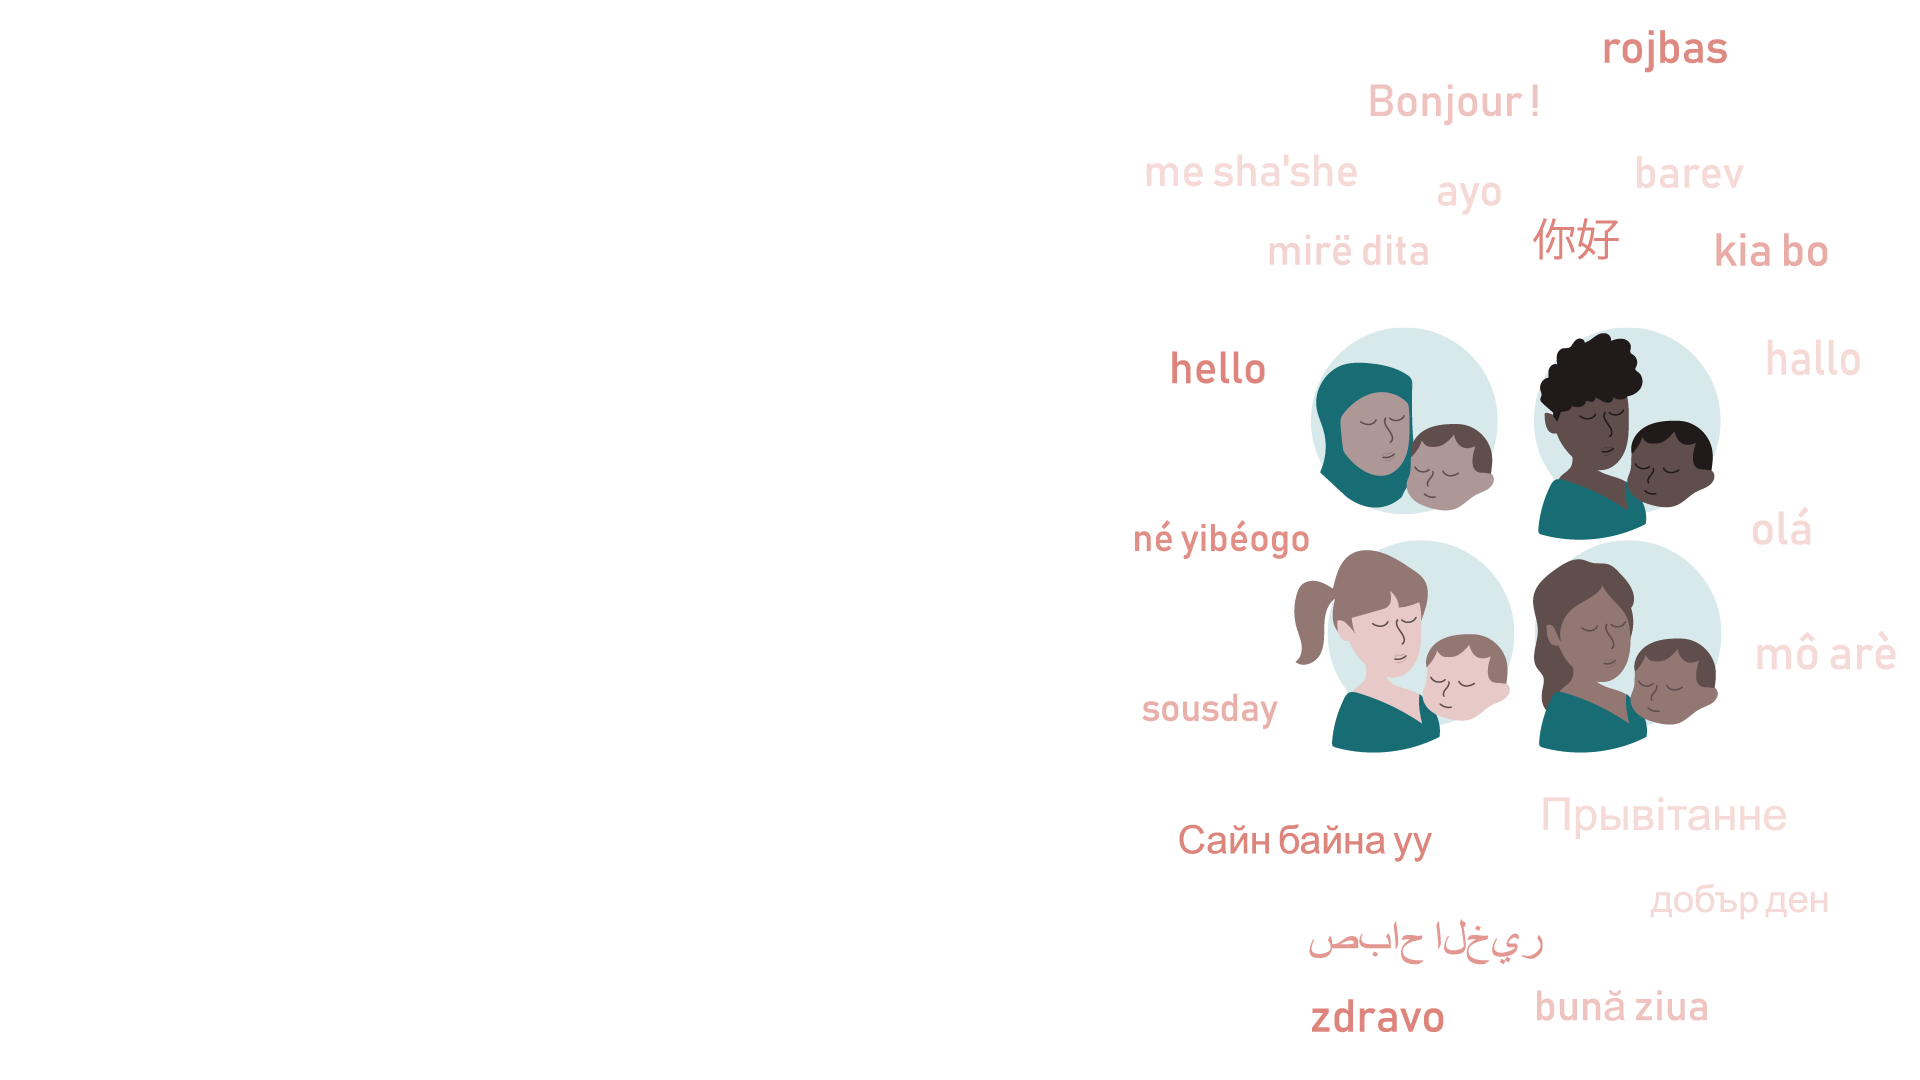 rojbas
Bonjour !
me sha'she
ayo
barev
mirë dita
你好
kia bo
hello
hallo
né yibéogo
olá
mô arè
sousday
Прывітанне
Сайн байна уу
добър ден
صباح الخير
zdravo
bună ziua